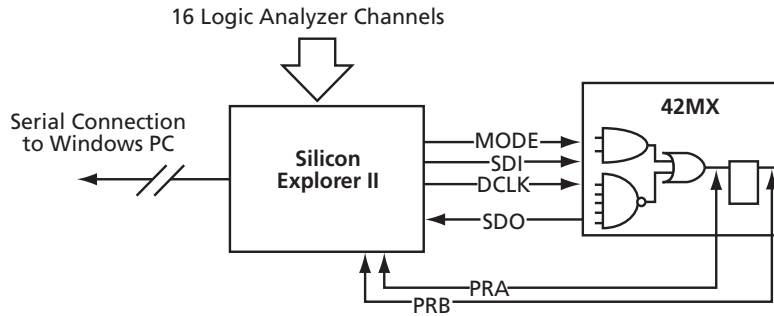 16 Logic Analyzer Channels
Serial Connection
to Windows PC
Silicon
Explorer II
MODE
SDI
DCLK
SDO
42MX
PRA
PRB